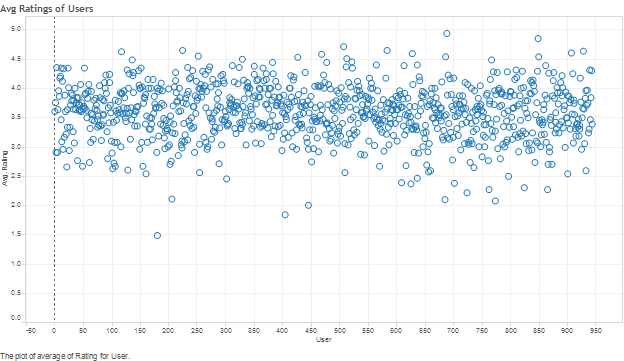 Avg Ratings of Users
5.0
4.5
4.0
3.5
3.0
2.5
2.0
1.5
1.0
0.5
0.0
Avg. Rating
-50 0 50 100 150 200 250 300 350 400 450 500 550 600 650 700 750 800 850 900 950
User
The plot of average of Rating for User.